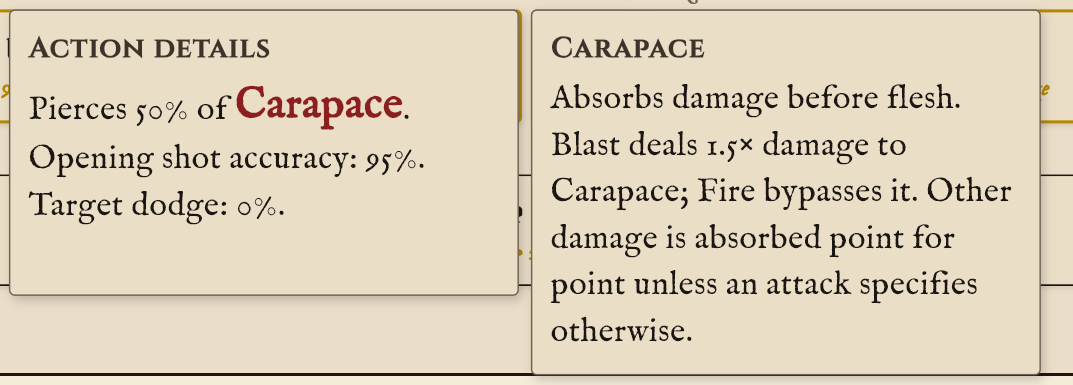 Action details
Pierces 50% of Carapace.
Opening shot accuracy: 95%.
Target dodge: 0%.
Carapace
Absorbs damage before flesh.
Blast deals 1.5× damage to
Carapace; Fire bypasses it. Other
damage is absorbed point for
point unless an attack specifies
otherwise.